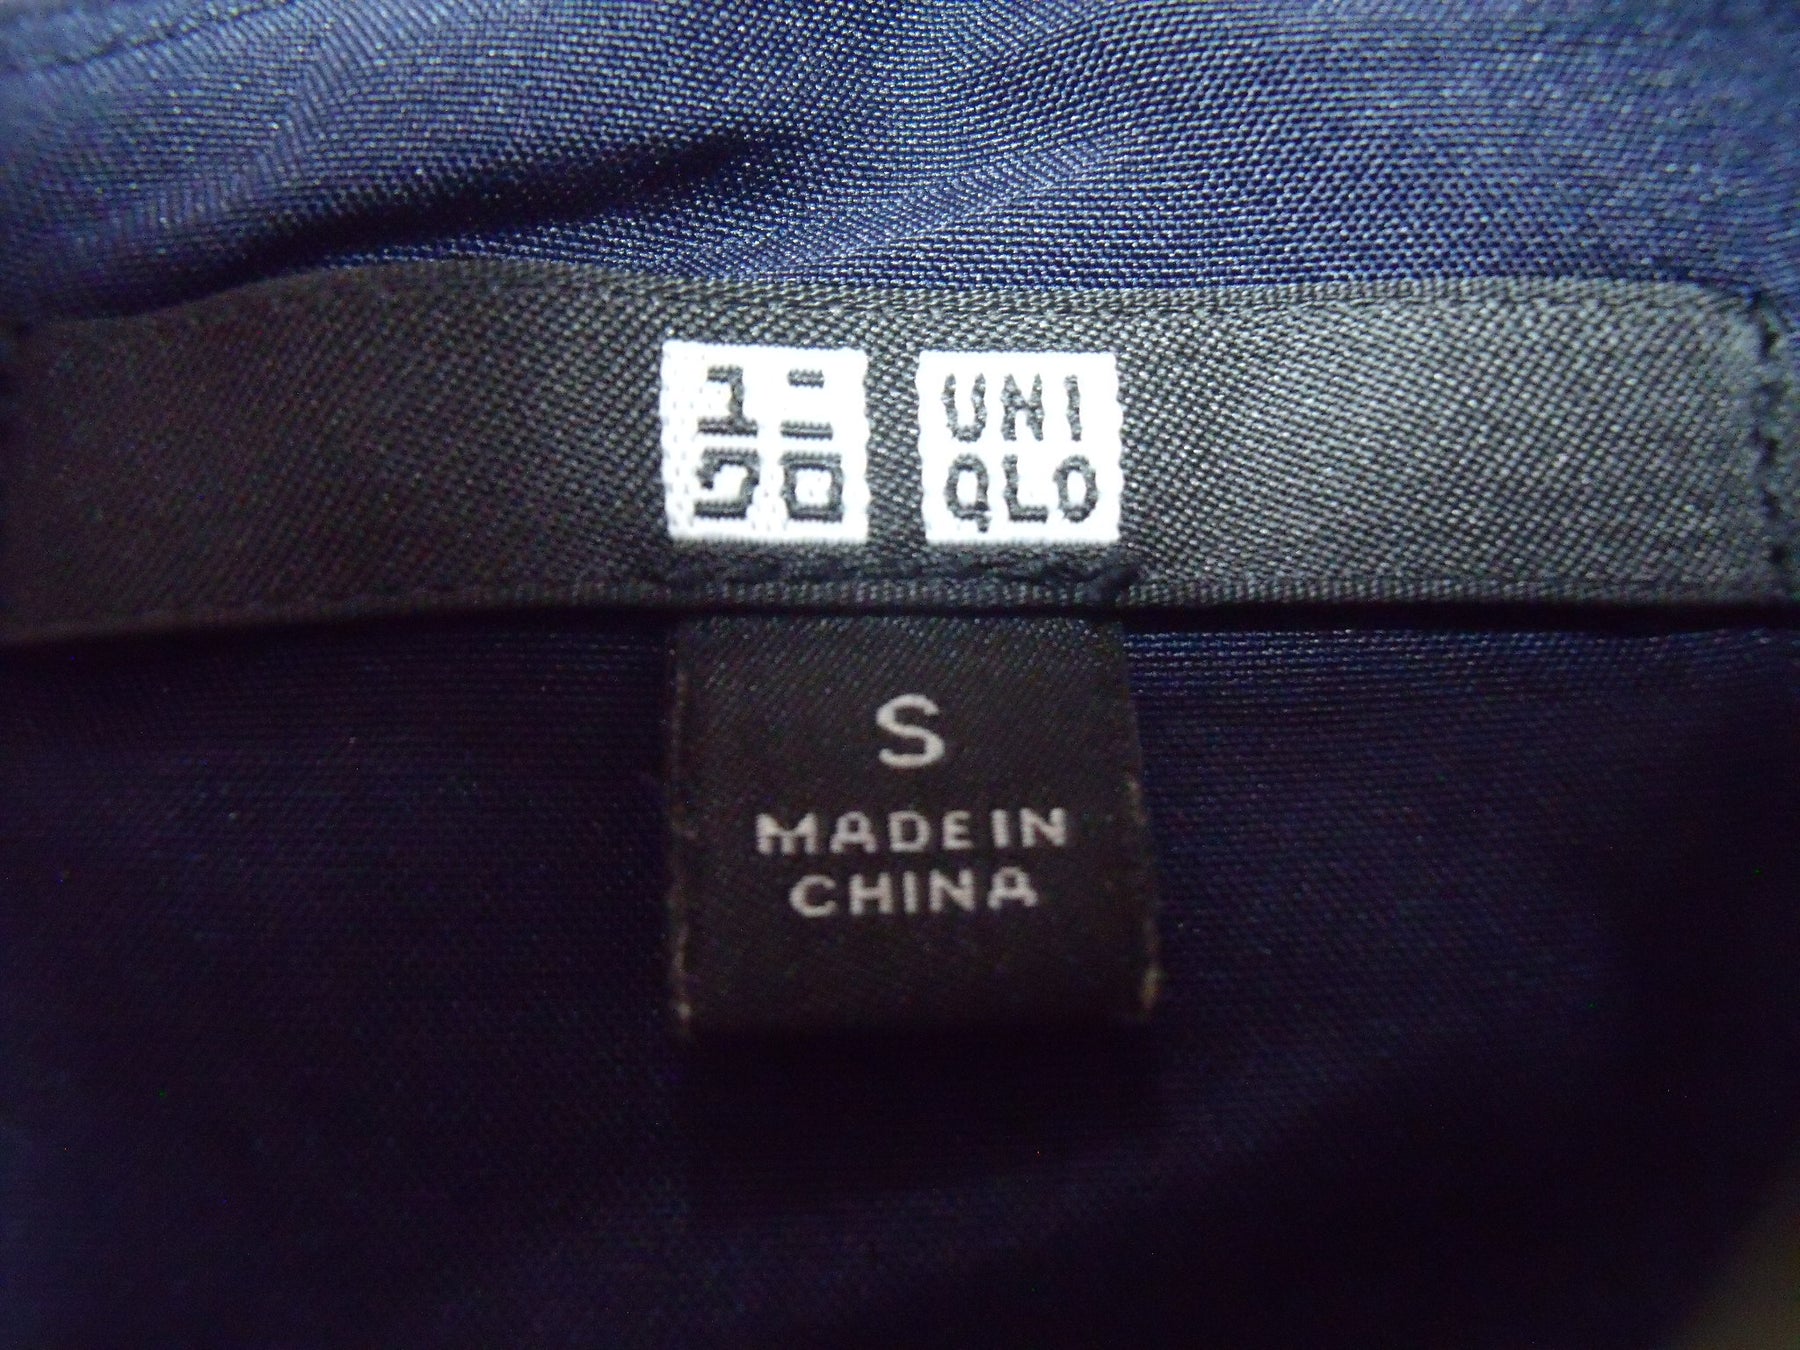 ユニ
クロ
UNI
QLO
S
MADE IN
CHINA